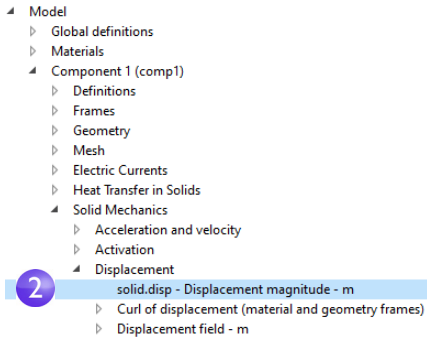 Model
Global definitions
Materials
Component 1 (comp1)
Definitions
Frames
Geometry
Mesh
Electric Currents
Heat Transfer in Solids
Solid Mechanics
Acceleration and velocity
Activation
Displacement
2 solid.disp - Displacement magnitude - m
Curl of displacement (material and geometry frames)
Displacement field - m